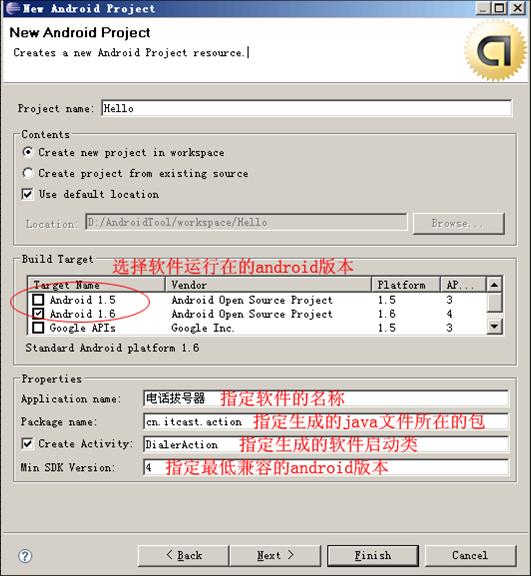 New Android Project
New Android Project
Creates a new Android Project resource.
Project name: Hello
Contents
Create new project in workspace
Create project from existing source
Use default location
Location: D:/AndroidTool/workspace/Hello Browse...
Build Target
选择软件运行在的android版本
Target Name Vendor Platform AP...
Android 1.5 Android Open Source Project 1.5 3
Android 1.6 Android Open Source Project 1.6 4
Google APIs Google Inc. 1.5 3
Standard Android platform 1.6
Properties
Application name: 电话拔号器 指定软件的名称
Package name: cn.itcast.action 指定生成的java文件所在的包
Create Activity: DialerAction 指定生成的软件启动类
Min SDK Version: 4 指定最低兼容的android版本
? < Back Next > Finish Cancel